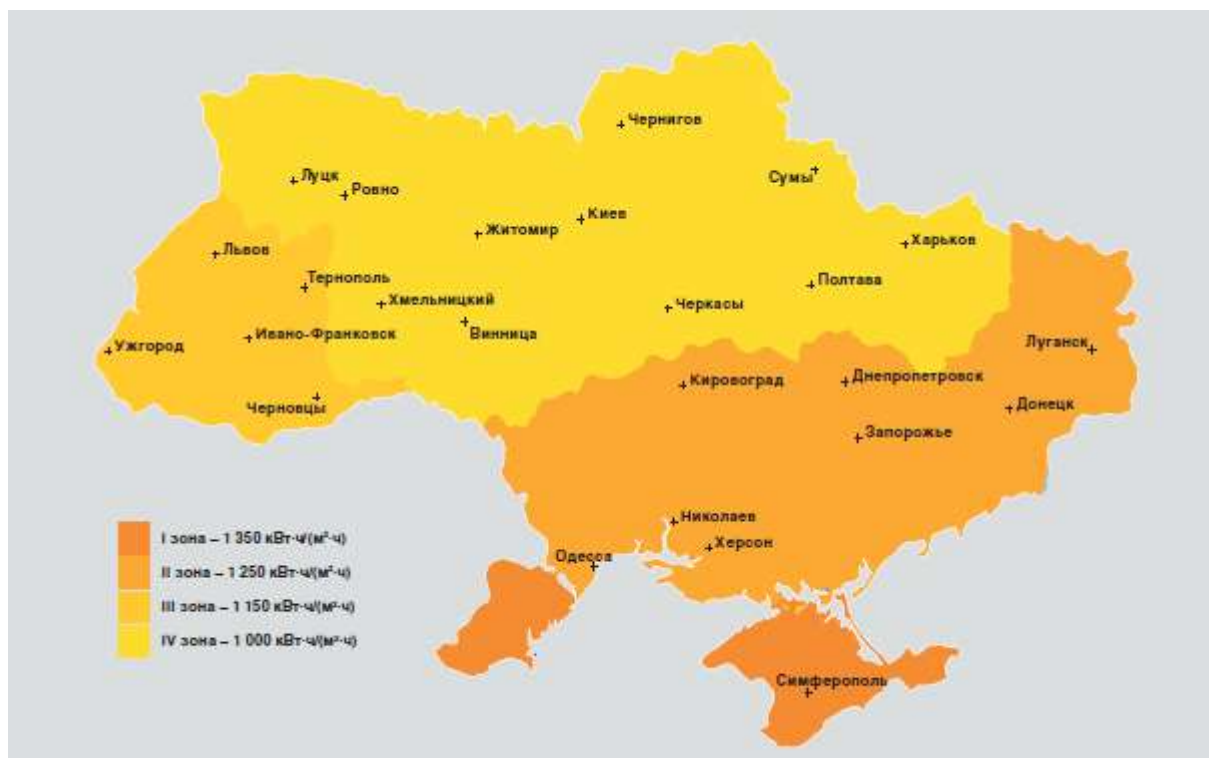 Чернигов
Сумы
Луцк
Ровно
Киев
Житомир
Харьков
Львов
Тернополь
Полтава
Хмельницкий
Черкасы
Винница
Ивано-Франковск
Ужгород
Луганск
Кировоград
Днепропетровск
Черновцы
Донецк
Запорожье
Николаев
Херсон
Одесса
I зона – 1 350 кВт·ч/(м²·ч)
II зона – 1 250 кВт·ч/(м²·ч)
III зона – 1 150 кВт·ч/(м²·ч)
IV зона – 1 000 кВт·ч/(м²·ч)
Симферополь